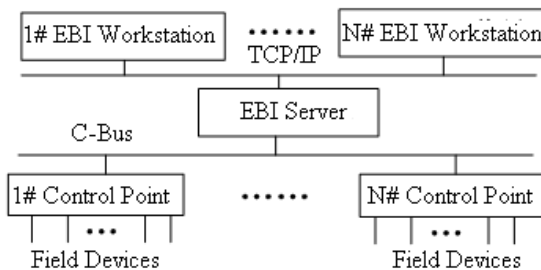 1# EBI Workstation
......
N# EBI Workstation
TCP/IP
EBI Server
C-Bus
1# Control Point
......
N# Control Point
...
...
Field Devices
Field Devices